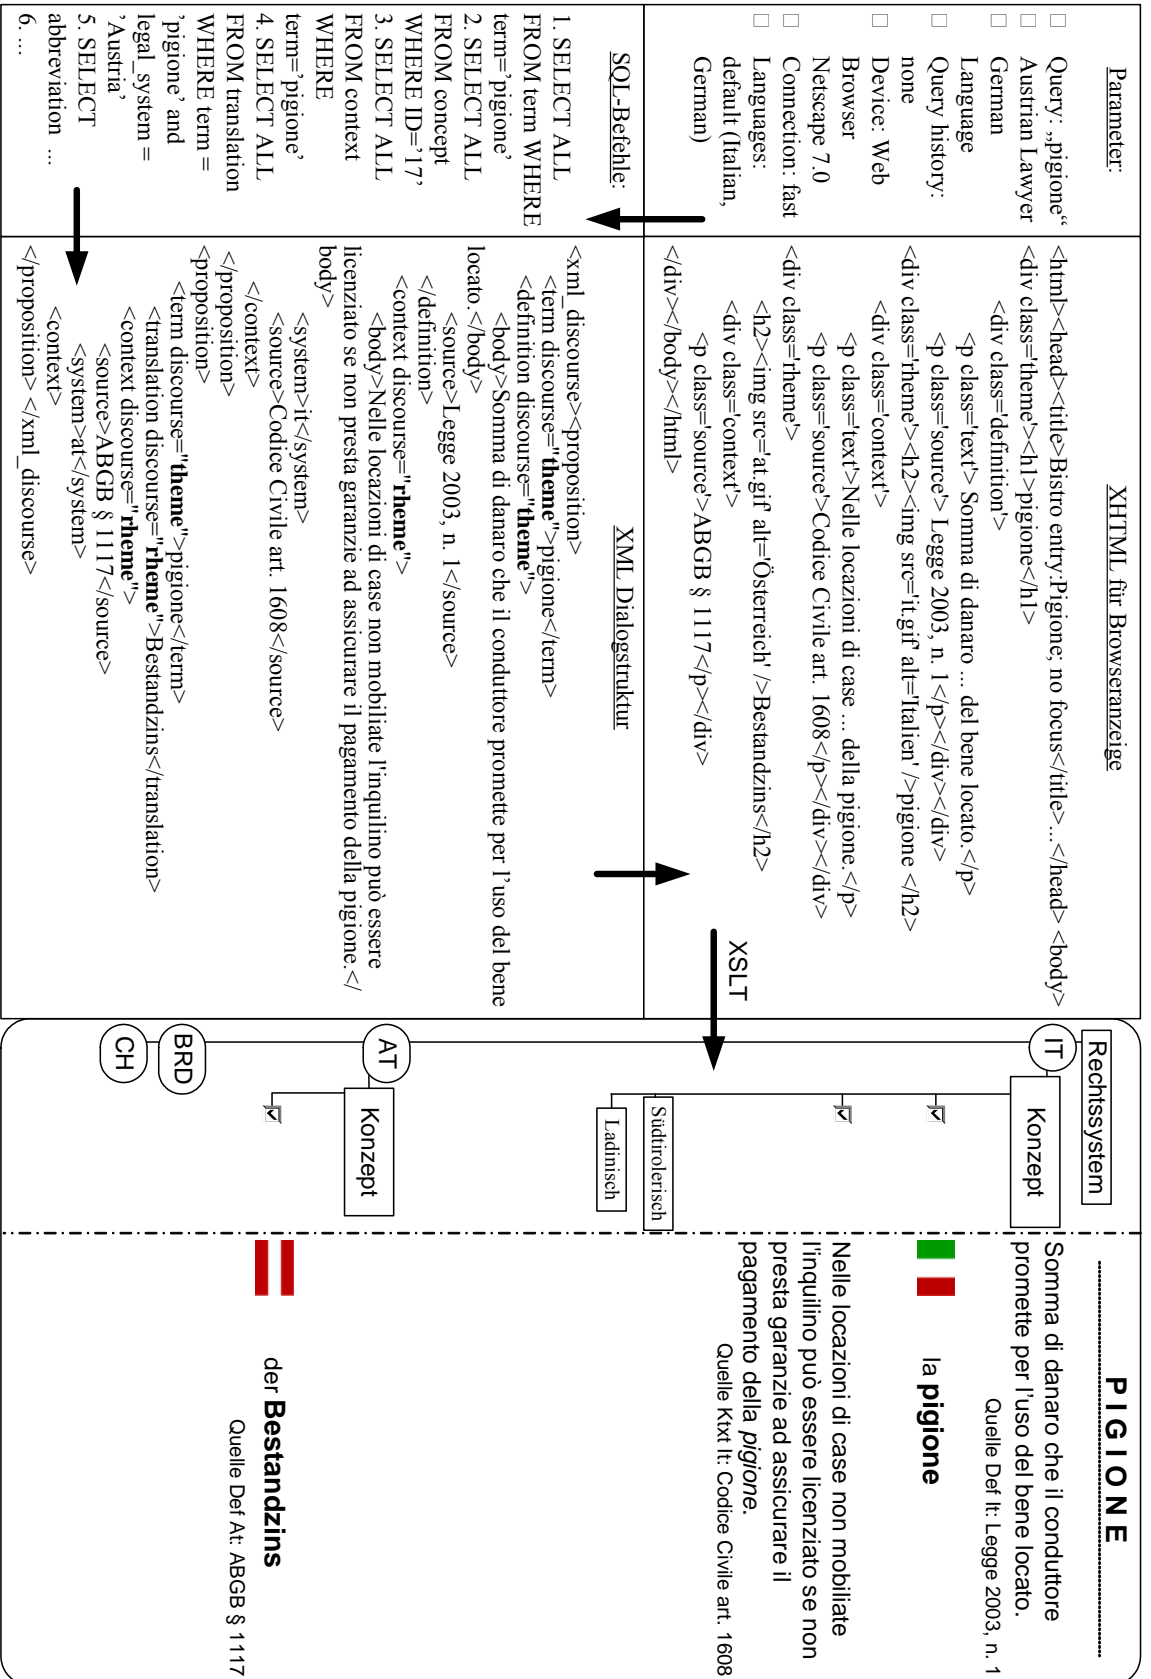 Parameter:
□ Query: „pigione“
□ Austrian Lawyer
□ German
Language
□ Query history:
none
□ Device: Web
Browser
Netscape 7.0
□ Connection: fast
□ Languages:
default (Italian,
German)
XHTML für Browseranzeige
<html><head><title>Bistro entry:Pigione; no focus</title>...</head> <body>
<div class='theme'><h1>pigione</h1>
<div class='definition'>
<p class='text'> Somma di danaro ... del bene locato.</p>
<p class='source'> Legge 2003, n. 1</p></div></div>
<div class='rheme'><h2><img src='it.gif' alt='Italien' />pigione </h2>
<div class='context'>
<p class='text'>Nelle locazioni di case ... della pigione.</p>
<p class='source'>Codice Civile art. 1608</p></div></div>
<div class='rheme'>
<h2><img src='at.gif' alt='Österreich' />Bestandzins</h2>
<div class='context'>
<p class='source'>ABGB § 1117</p></div>
</div></body></html>
SQL-Befehle:
1. SELECT ALL
FROM term WHERE
term=’pigione’
2. SELECT ALL
FROM concept
WHERE ID=’17’
3. SELECT ALL
FROM context
WHERE
term=’pigione’
4. SELECT ALL
FROM translation
WHERE term =
’pigione’ and
legal_system =
’Austria’
5. SELECT
abbreviation ...
6. ...
XML Dialogstruktur
<xml_discourse><proposition>
<term discourse="theme">pigione</term>
<definition discourse="theme">
<body>Somma di danaro che il conduttore promette per l’uso del bene
locato.</body>
<source>Legge 2003, n. 1</source>
</definition>
<context discourse="rheme">
<body>Nelle locazioni di case non mobiliate l'inquilino può essere
licenziato se non presta garanzie ad assicurare il pagamento della pigione.</
body>
<system>it</system>
<source>Codice Civile art. 1608</source>
</context>
</proposition>
<proposition>
<term discourse="theme">pigione</term>
<translation discourse="rheme">Bestandzins</translation>
<context discourse="rheme">
<source>ABGB § 1117</source>
<system>at</system>
<context>
</proposition> </xml_discourse>
XSLT
Rechtssystem
IT
Konzept
Südtirolerisch
Ladinisch
AT
Konzept
BRD
CH
PIGIONE
Somma di danaro che il conduttore
promette per l’uso del bene locato.
Quelle Def It: Legge 2003, n. 1
la pigione
Nelle locazioni di case non mobiliate
l'inquilino può essere licenziato se non
presta garanzie ad assicurare il
pagamento della pigione.
Quelle Ktxt It: Codice Civile art. 1608
der Bestandzins
Quelle Def At: ABGB § 1117